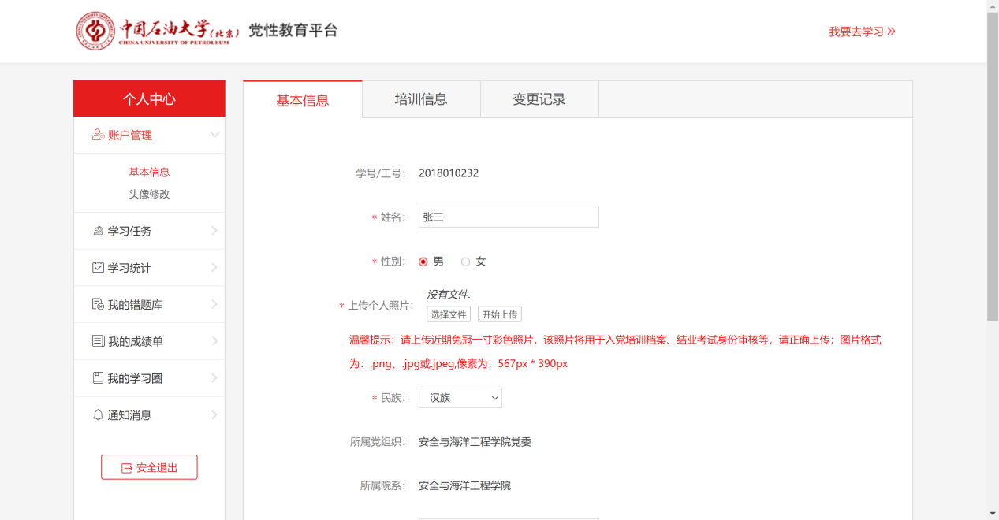 中国石油大学(北京)
CHINA UNIVERSITY OF PETROLEUM
党性教育平台
我要去学习 »
个人中心
账户管理
基本信息
头像修改
学习任务
学习统计
我的错题库
我的成绩单
我的学习圈
通知消息
安全退出
基本信息 培训信息 变更记录
学号/工号： 2018010232
* 姓名： 张三
* 性别： 男 女
* 上传个人照片： 没有文件.
选择文件 开始上传
温馨提示：请上传近期免冠一寸彩色照片，该照片将用于入党培训档案、结业考试身份审核等，请正确上传；图片格式
为：.png、.jpg或.jpeg,像素为：567px * 390px
* 民族： 汉族
所属党组织： 安全与海洋工程学院党委
所属院系： 安全与海洋工程学院